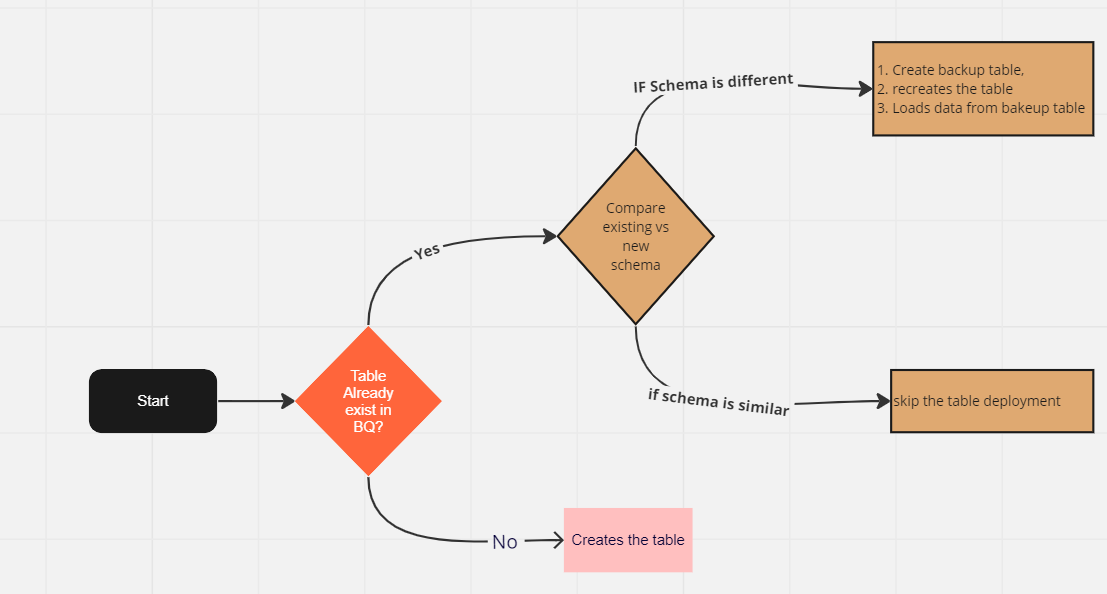 IF Schema is different
1. Create backup table,
2. recreates the table
3. Loads data from bakeup table
Compare
existing vs
new
schema
Yes
Start
Table
Already
exist in
BQ?
if schema is similar
skip the table deployment
No
Creates the table